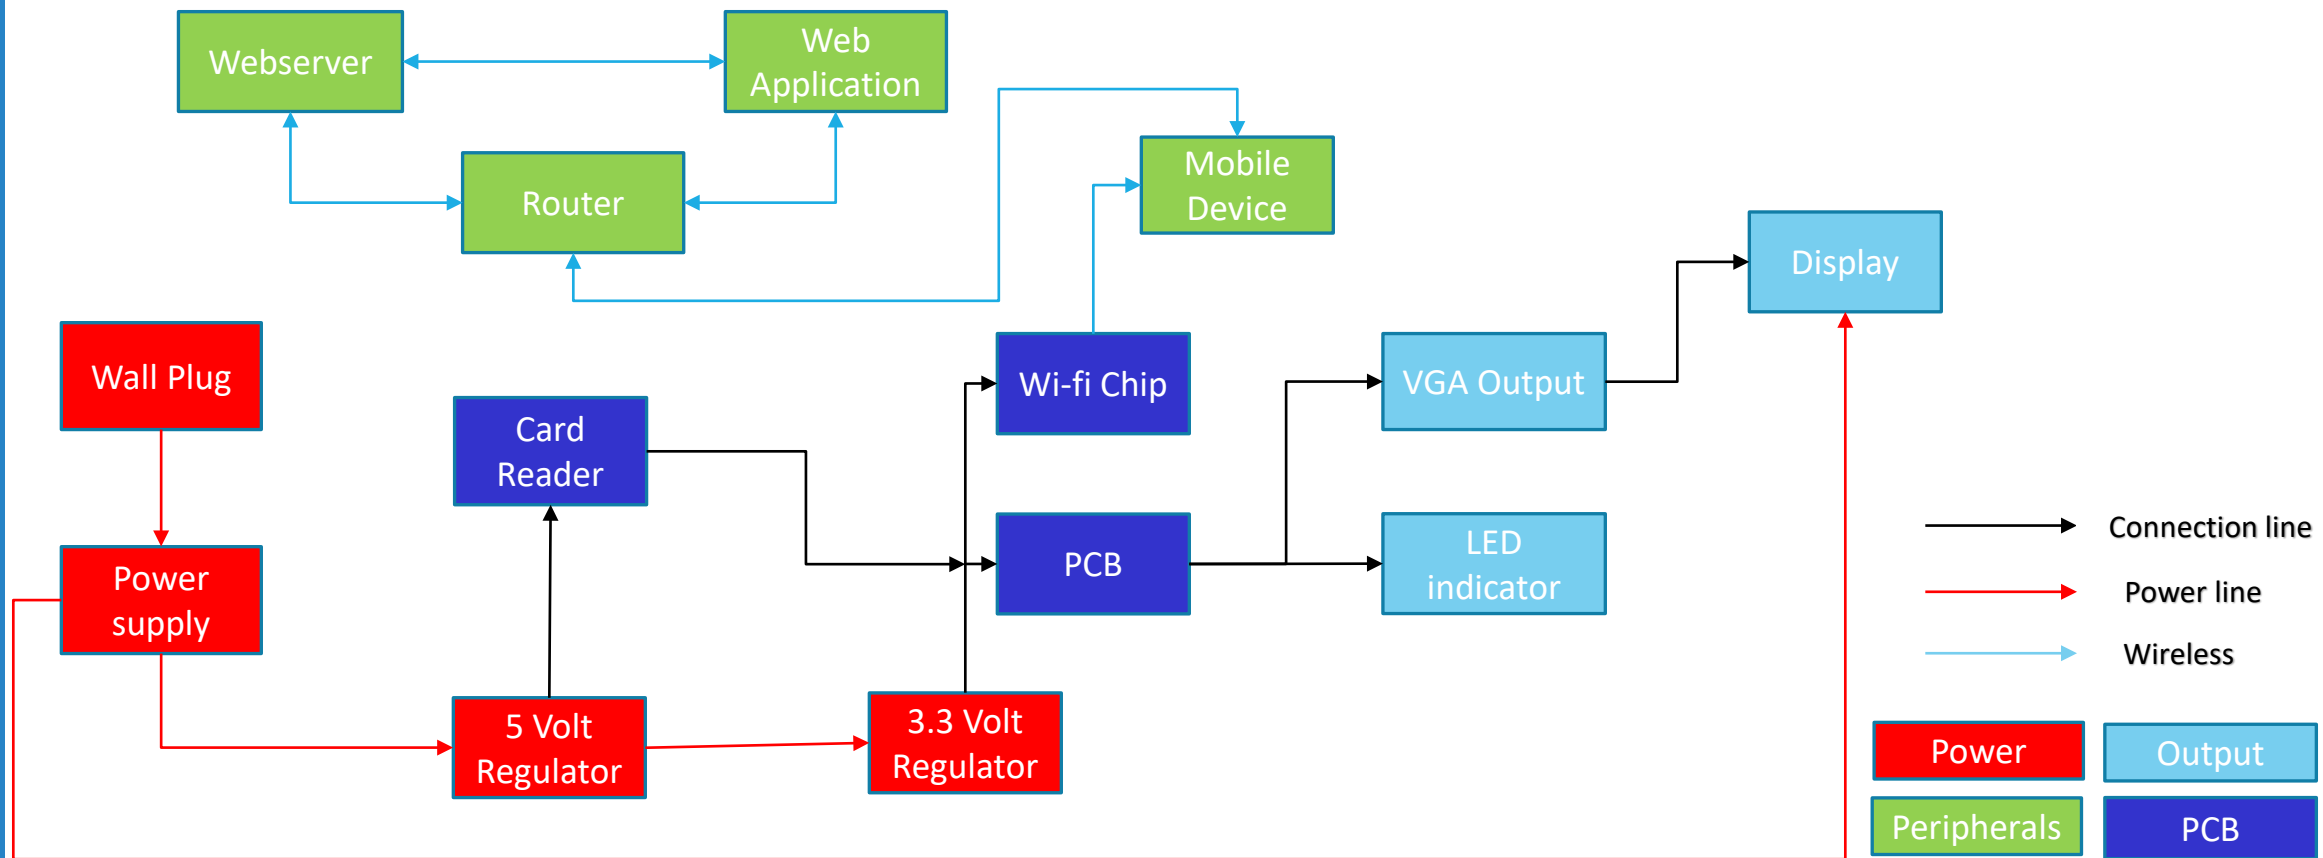 Webserver
Web
Application
Router
Mobile
Device
Display
Wall Plug
Wi-fi Chip
VGA Output
Card
Reader
Power
supply
PCB
LED
indicator
5 Volt
Regulator
3.3 Volt
Regulator
Connection line
Power line
Wireless
Power
Output
Peripherals
PCB